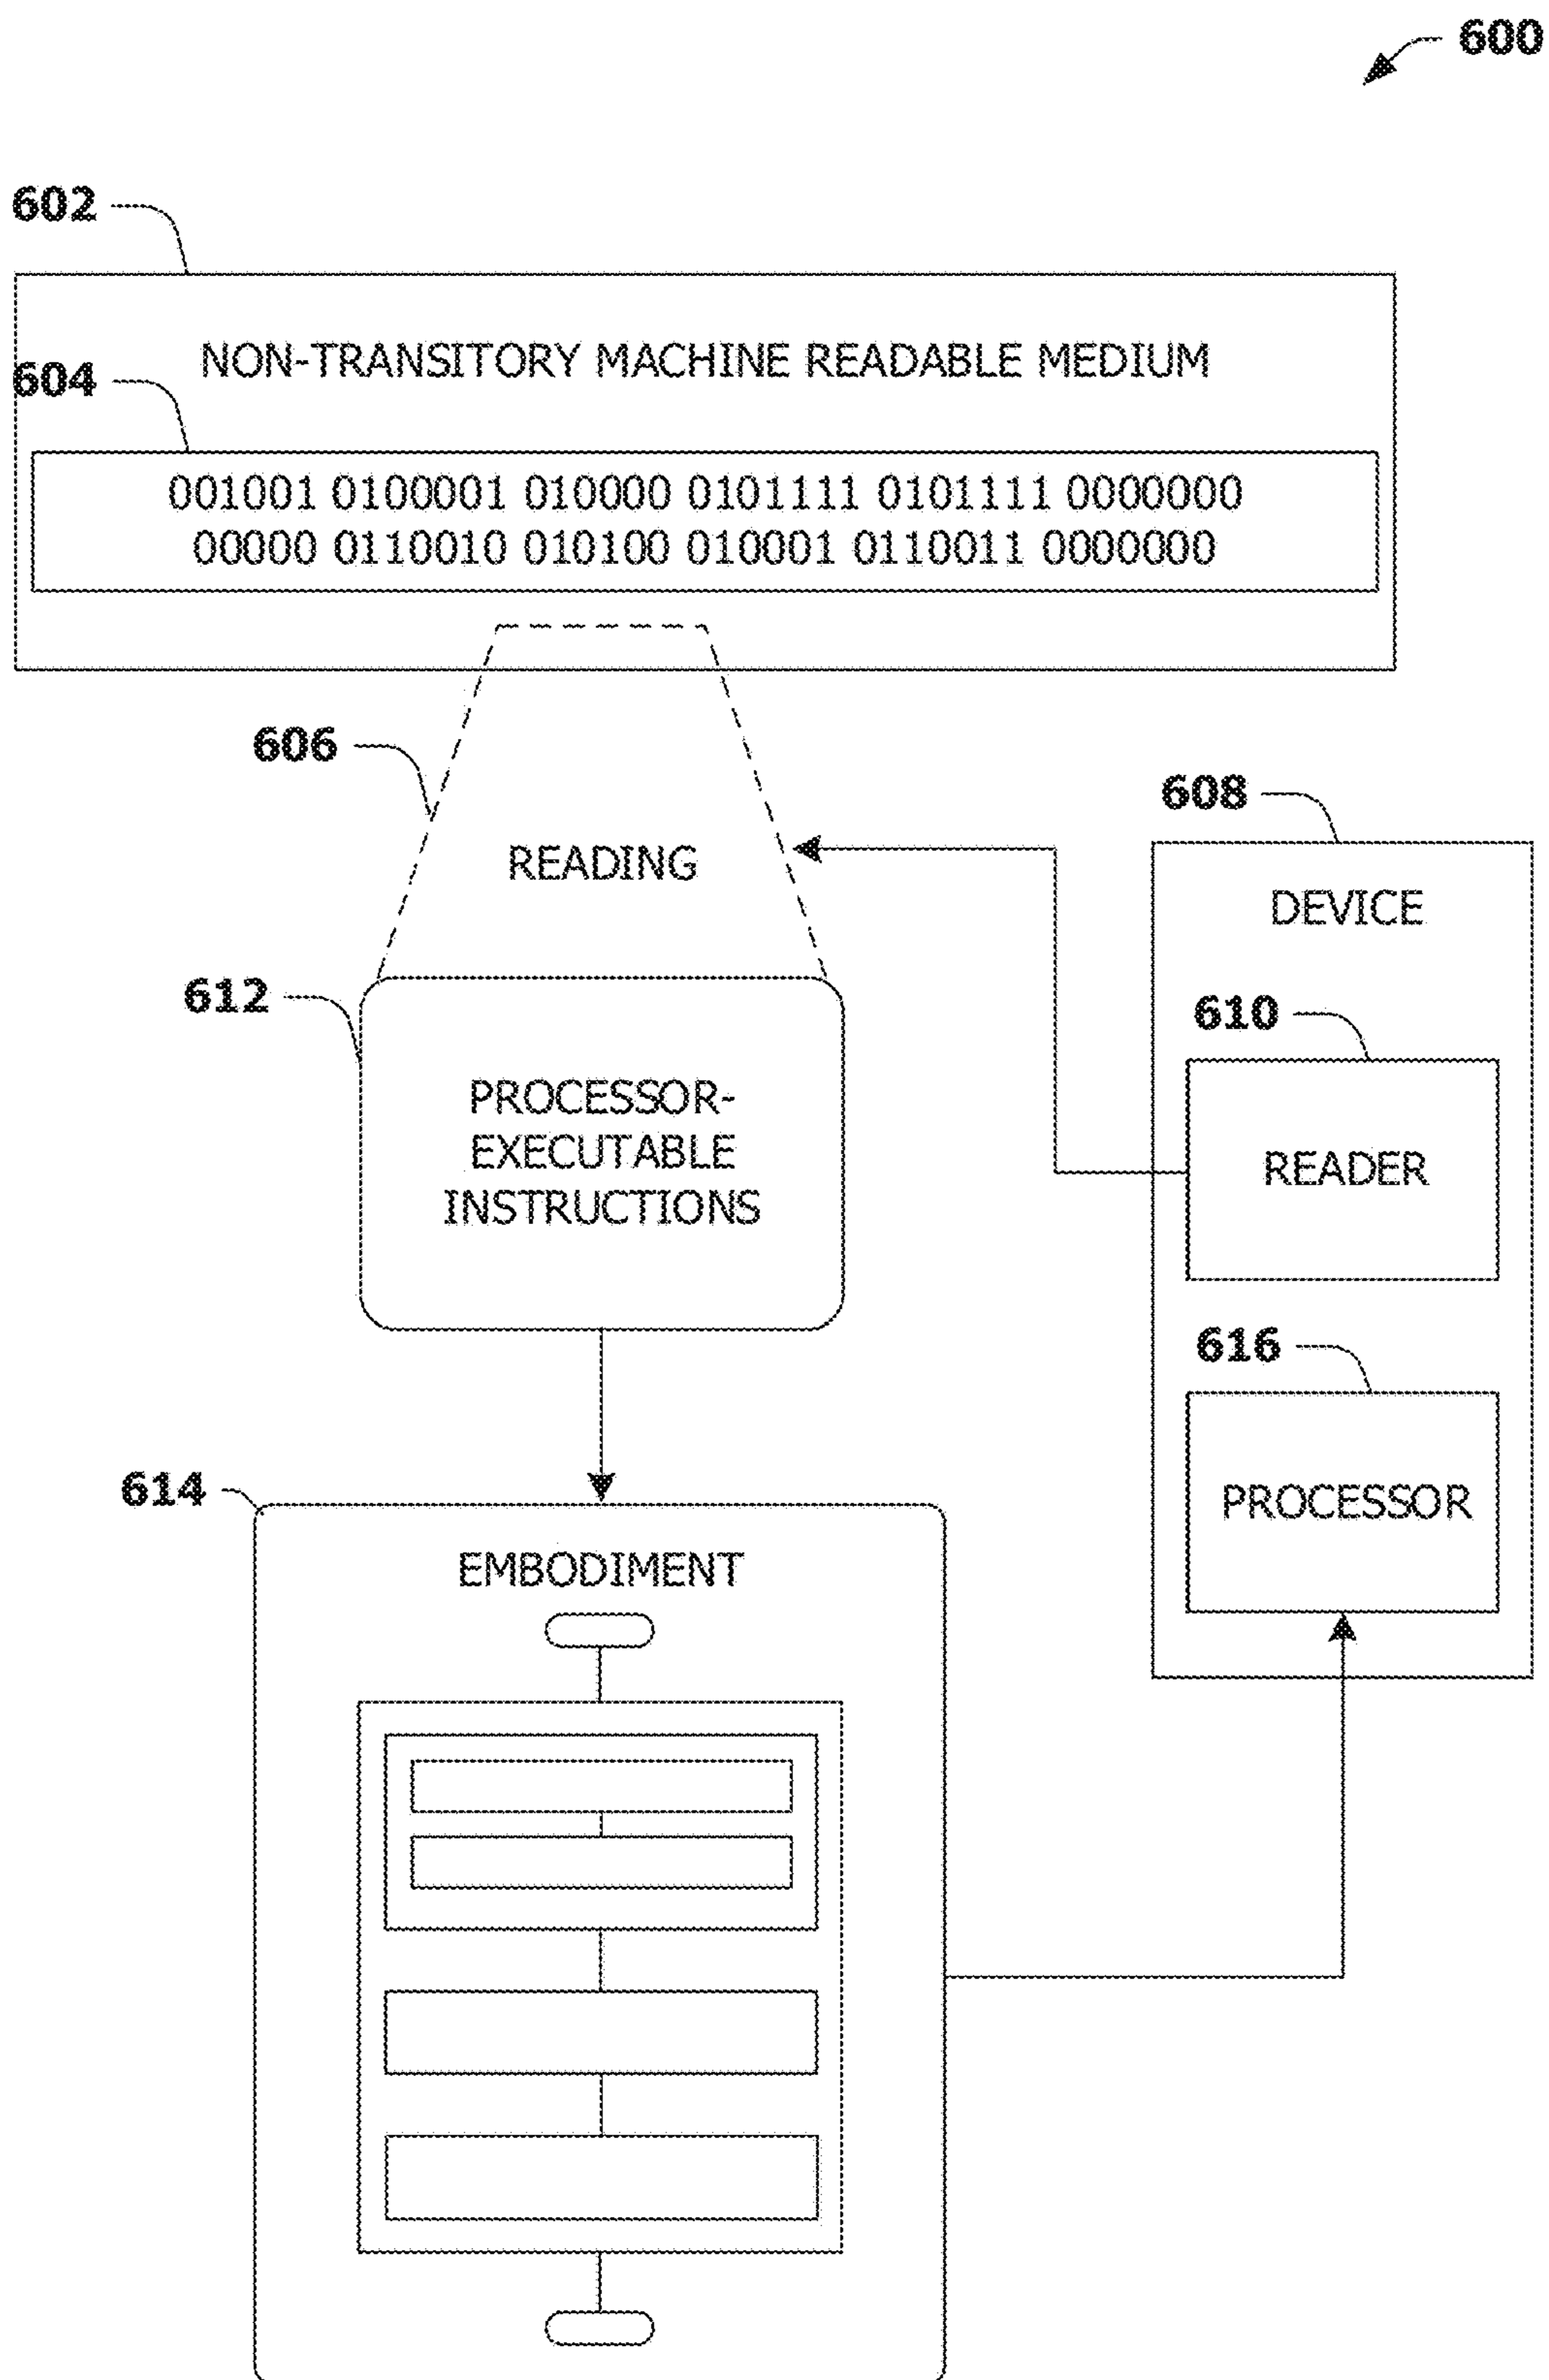 600
602
NON-TRANSITORY MACHINE READABLE MEDIUM
604
001001 0100001 010000 0101111 0101111 0000000
00000 0110010 010100 010001 0110011 0000000
606
READING
608
DEVICE
610
READER
612
PROCESSOR-
EXECUTABLE
INSTRUCTIONS
616
PROCESSOR
614
EMBODIMENT